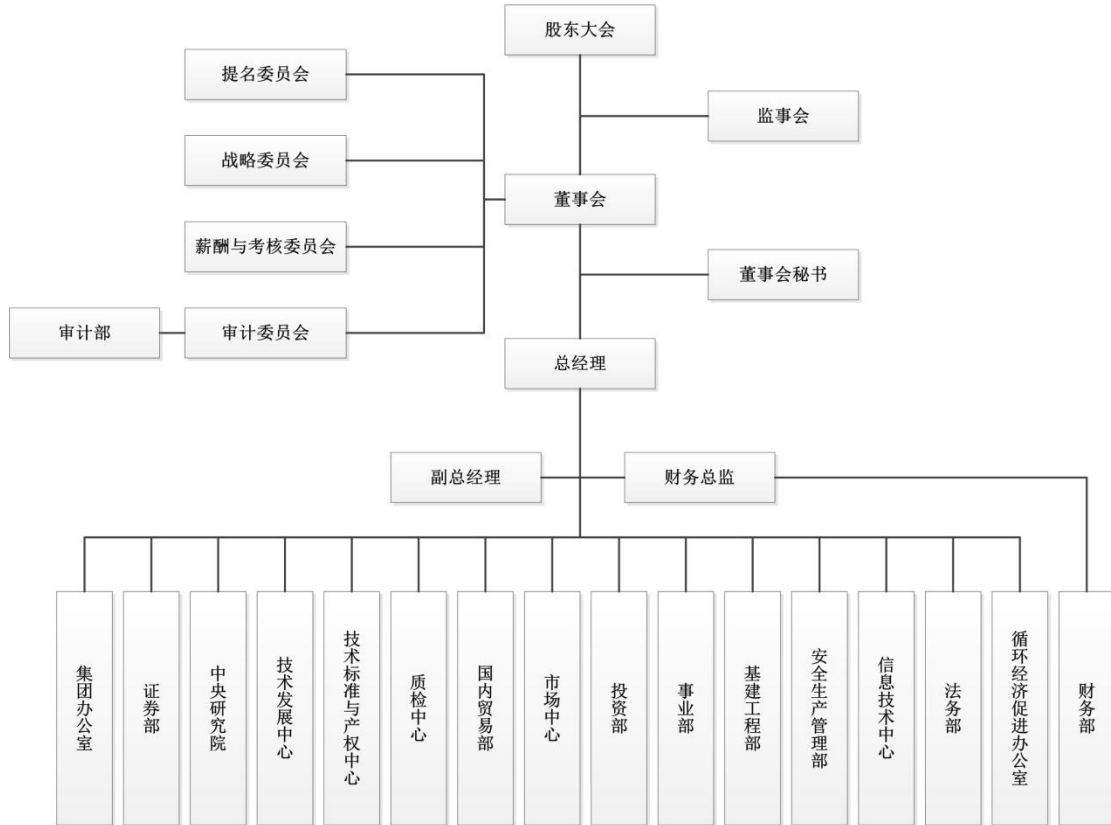 股东大会
提名委员会
监事会
战略委员会
董事会
薪酬与考核委员会
董事会秘书
审计部
审计委员会
总经理
副总经理
财务总监
集团办公室
证券部
中央研究院
技术发展中心
技术标准与产权中心
质检中心
国内贸易部
市场中心
投资部
事业部
基建工程部
安全生产管理部
信息技术中心
法务部
循环经济促进办公室
财务部